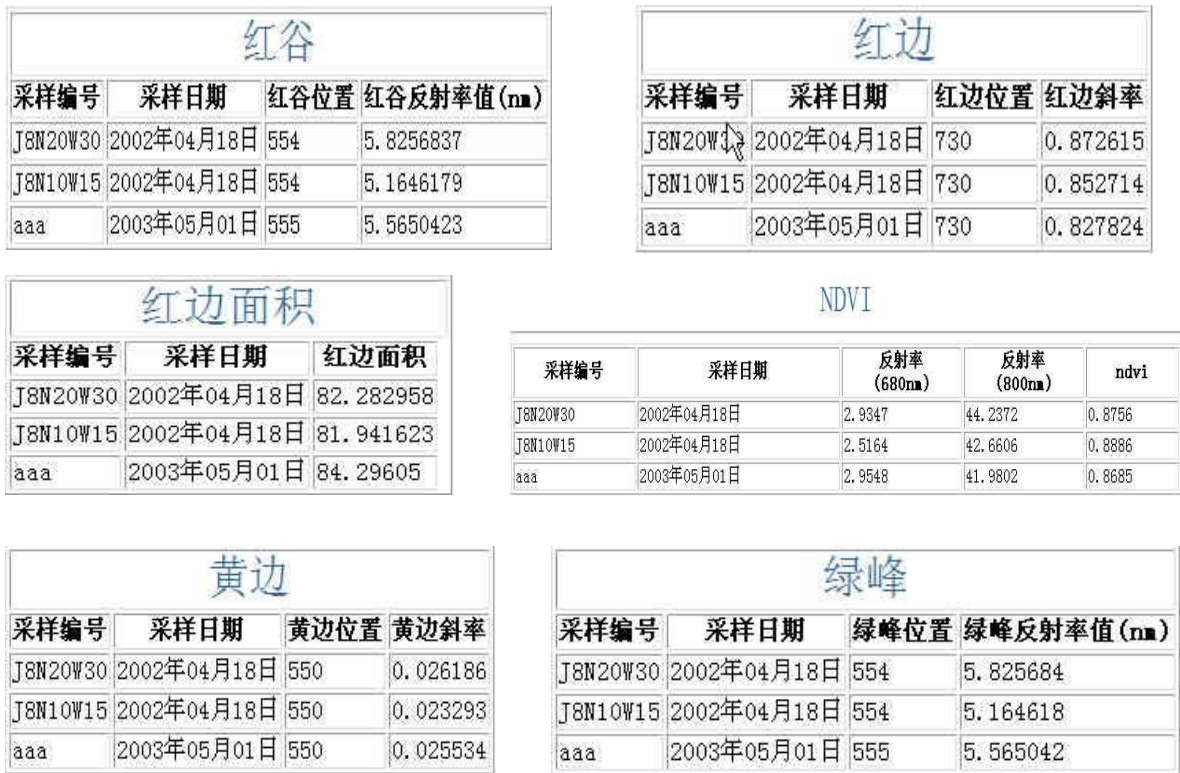 红谷
采样编号 采样日期 红谷位置 红谷反射率值(nm)
J8N20W30 2002年04月18日 554 5.8256837
J8N10W15 2002年04月18日 554 5.1646179
aaa 2003年05月01日 555 5.5650423
红边
采样编号 采样日期 红边位置 红边斜率
2002年04月18日 730 0.872615
J8N10W15 2002年04月18日 730 0.852714
aaa 2003年05月01日 730 0.827824
红边面积
采样编号 采样日期 红边面积
J8N20W30 2002年04月18日 82.282958
J8N10W15 2002年04月18日 81.941623
aaa 2003年05月01日 84.29605
NDVI
采样编号 采样日期 反射率(680nm) 反射率(800nm) ndvi
J8N20W30 2002年04月18日 2.9347 44.2372 0.8756
J8N10W15 2002年04月18日 2.5164 42.6606 0.8886
aaa 2003年05月01日 2.9548 41.9802 0.8685
黄边
采样编号 采样日期 黄边位置 黄边斜率
J8N20W30 2002年04月18日 550 0.026186
J8N10W15 2002年04月18日 550 0.023293
aaa 2003年05月01日 550 0.025534
绿峰
采样编号 采样日期 绿峰位置 绿峰反射率值(nm)
J8N20W30 2002年04月18日 554 5.825684
J8N10W15 2002年04月18日 554 5.164618
aaa 2003年05月01日 555 5.565042